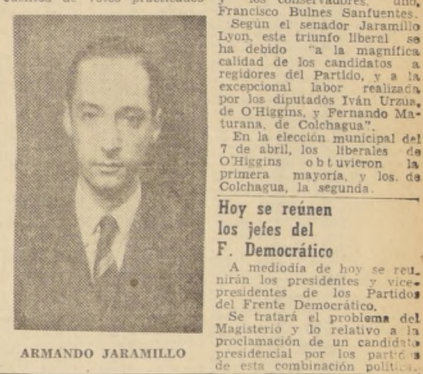 y los conservadores, uno,
Francisco Bulnes Sanfuentes.
Según el senador Jaramillo
Lyon, este triunfo liberal se
ha debido "a la magnífica
calidad de los candidatos a
regidores del Partido, y a la
excepcional labor realizada
por los diputados Iván Urzua,
de O'Higgins, y Fernando Ma-
turana, de Colchagua".
En la elección municipal del
7 de abril, los liberales de
O'Higgins obtuvieron la
primera mayoría, y los. de
Colchagua, la segunda.
Hoy se reúnen
los jefes del
F. Democrático
A mediodía de hoy se reu-
nirán los presidentes y vice-
presidentes de los Partidos
del Frente Democrático.
Se tratará el problema del
Magisterio y lo relativo a la
proclamación de un candidato
presidencial por los partidos
de esta combinación política.
ARMANDO JARAMILLO